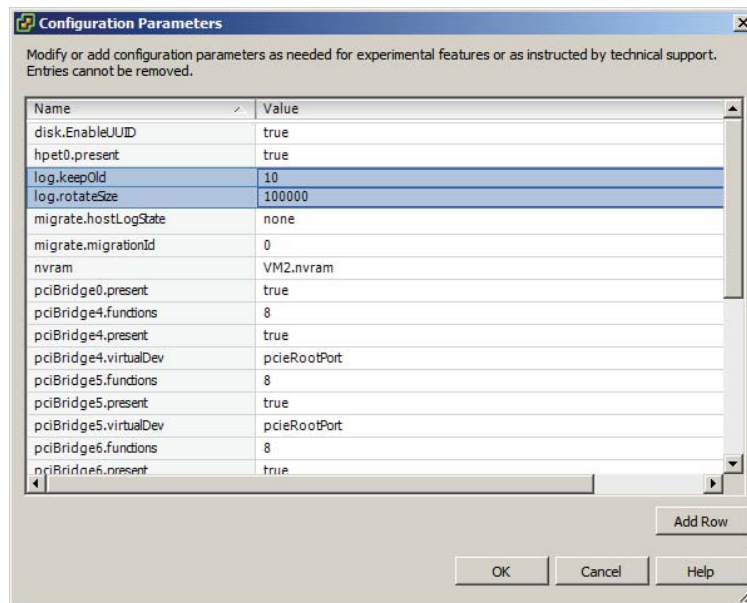 Configuration Parameters
Modify or add configuration parameters as needed for experimental features or as instructed by technical support.
Entries cannot be removed.
Name Value
disk.EnableUUID true
hpet0.present true
log.keepOld 10
log.rotateSize 100000
migrate.hostLogState none
migrate.migrationId 0
nvram VM2.nvram
pciBridge0.present true
pciBridge4.functions 8
pciBridge4.present true
pciBridge4.virtualDev pcieRootPort
pciBridge5.functions 8
pciBridge5.present true
pciBridge5.virtualDev pcieRootPort
pciBridge6.functions 8
pciBridge6.present true
Add Row
OK Cancel Help